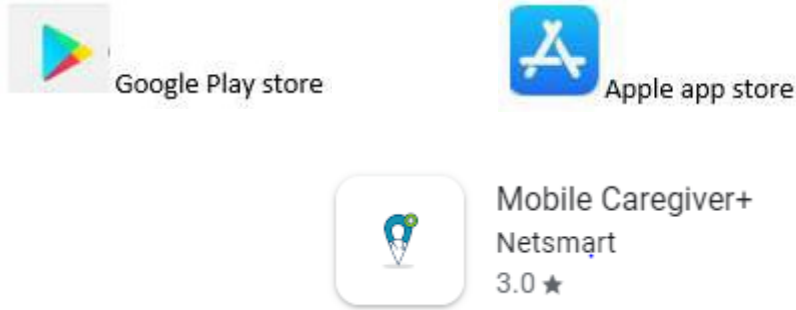 Google Play store
Apple app store
Mobile Caregiver+
Netsmart
3.0 ★